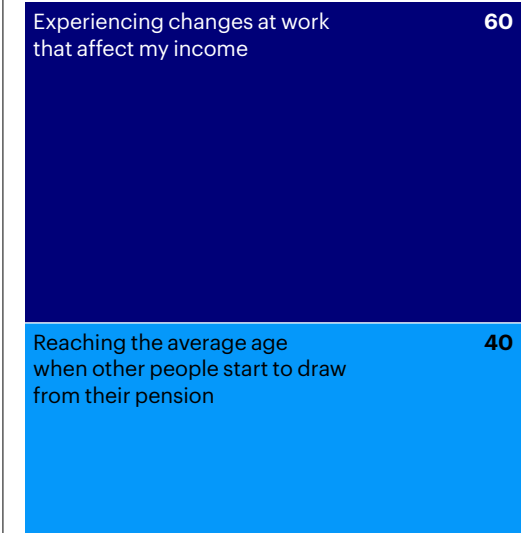 Experiencing changes at work 60
that affect my income
Reaching the average age 40
when other people start to draw
from their pension